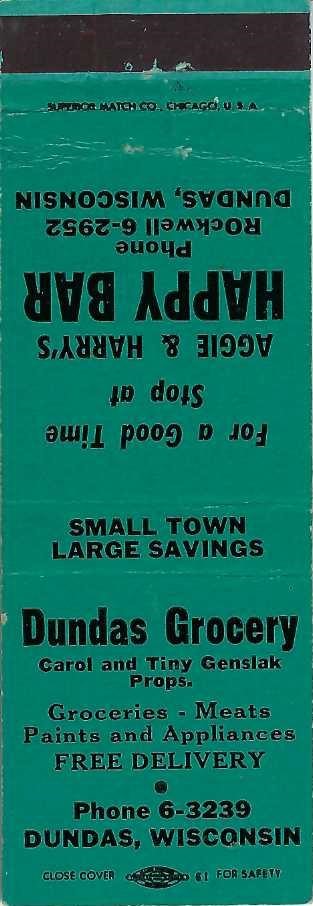 SUPERIOR MATCH CO., CHICAGO, U.S.A.
For a Good Time
Stop at
AGGIE & HARRY'S
HAPPY BAR
Phone
ROckwell 6-2952
DUNDAS, WISCONSIN
SMALL TOWN
LARGE SAVINGS
Dundas Grocery
Carol and Tiny Genslak
Props.
Groceries - Meats
Paints and Appliances
FREE DELIVERY
Phone 6-3239
DUNDAS, WISCONSIN
CLOSE COVER 61 FOR SAFETY